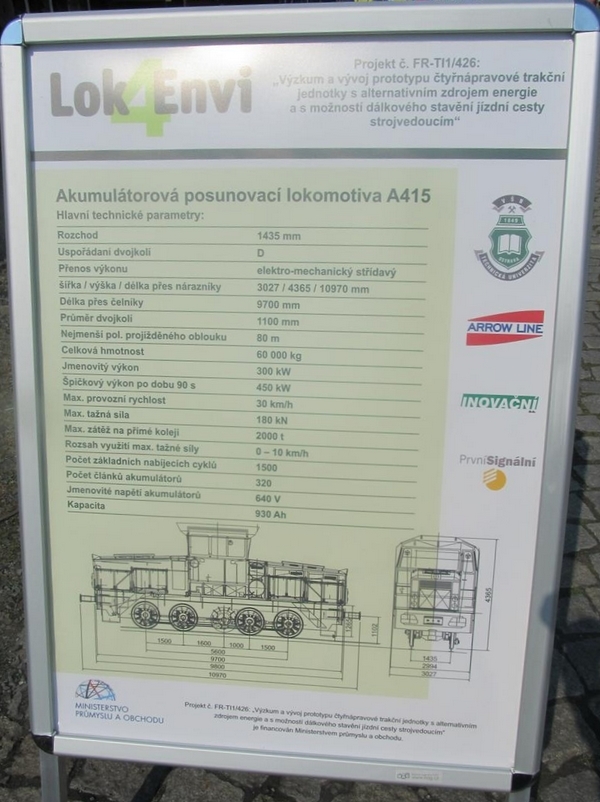 Lok4Envi
Projekt č. FR-TI1/426:
„Výzkum a vývoj prototypu čtyřnápravové trakční
jednotky s alternativním zdrojem energie
a s možností dálkového stavění jízdní cesty
strojvedoucím“
Akumulátorová posunovací lokomotiva A415
Hlavní technické parametry:
Rozchod 1435 mm
Uspořádání dvojkolí D
Přenos výkonu elektro-mechanický střídavý
šířka / výška / délka přes nárazníky 3027 / 4365 / 10970 mm
Délka přes čelníky 9700 mm
Průměr dvojkolí 1100 mm
Nejmenší pol. projížděného oblouku 80 m
Celková hmotnost 60 000 kg
Jmenovitý výkon 300 kW
Špičkový výkon po dobu 90 s 450 kW
Max. provozní rychlost 30 km/h
Max. tažná síla 180 kN
Max. zátěž na přímé koleji 2000 t
Rozsah využití max. tažné síly 0 – 10 km/h
Počet základních nabíjecích cyklů 1500
Počet článků akumulátorů 320
Jmenovité napětí akumulátorů 640 V
Kapacita 930 Ah
VŠB
1849
OSTRAVA
TECHNICKÁ UNIVERZITA
ARROW LINE
INOVAČNÍ
PrvníSignální
1500 1600 1000 1500
5600
9700
9800
10970
1102
4365
1435
2994
3027
MINISTERSTVO
PRŮMYSLU A OBCHODU
Projekt č. FR-TI1/426: „Výzkum a vývoj prototypu čtyřnápravové trakční jednotky s alternativním
zdrojem energie a s možností dálkového stavění jízdní cesty strojvedoucím“
je financován Ministerstvem průmyslu a obchodu.